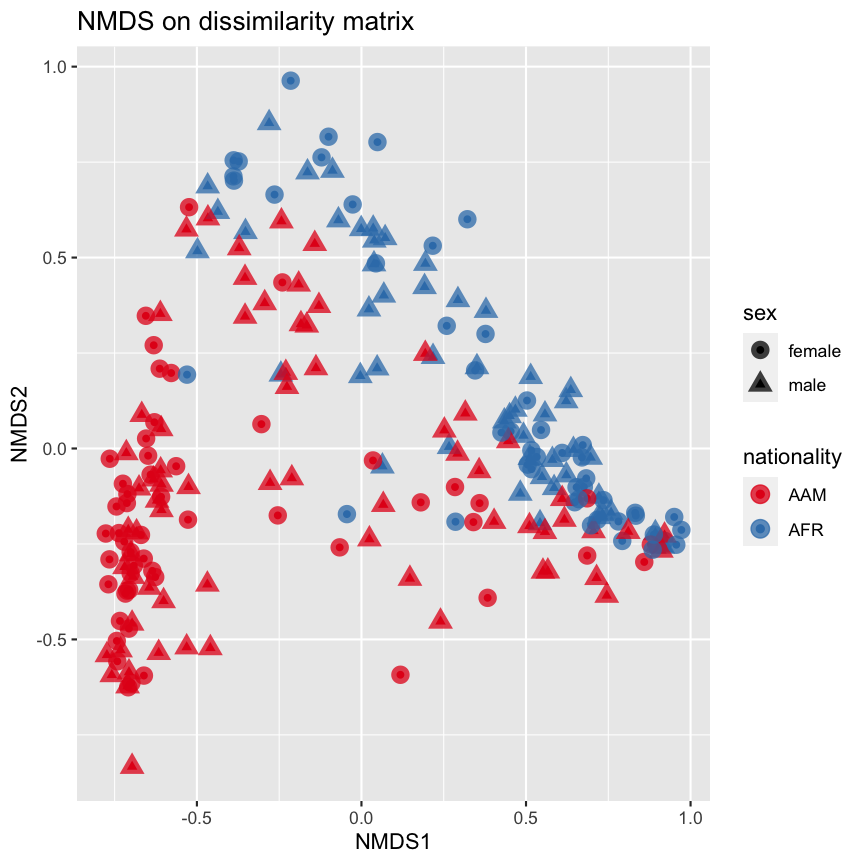 NMDS on dissimilarity matrix
1.0
0.5
0.0
-0.5
NMDS2
-0.5
0.0
0.5
1.0
NMDS1
sex
female
male
nationality
AAM
AFR